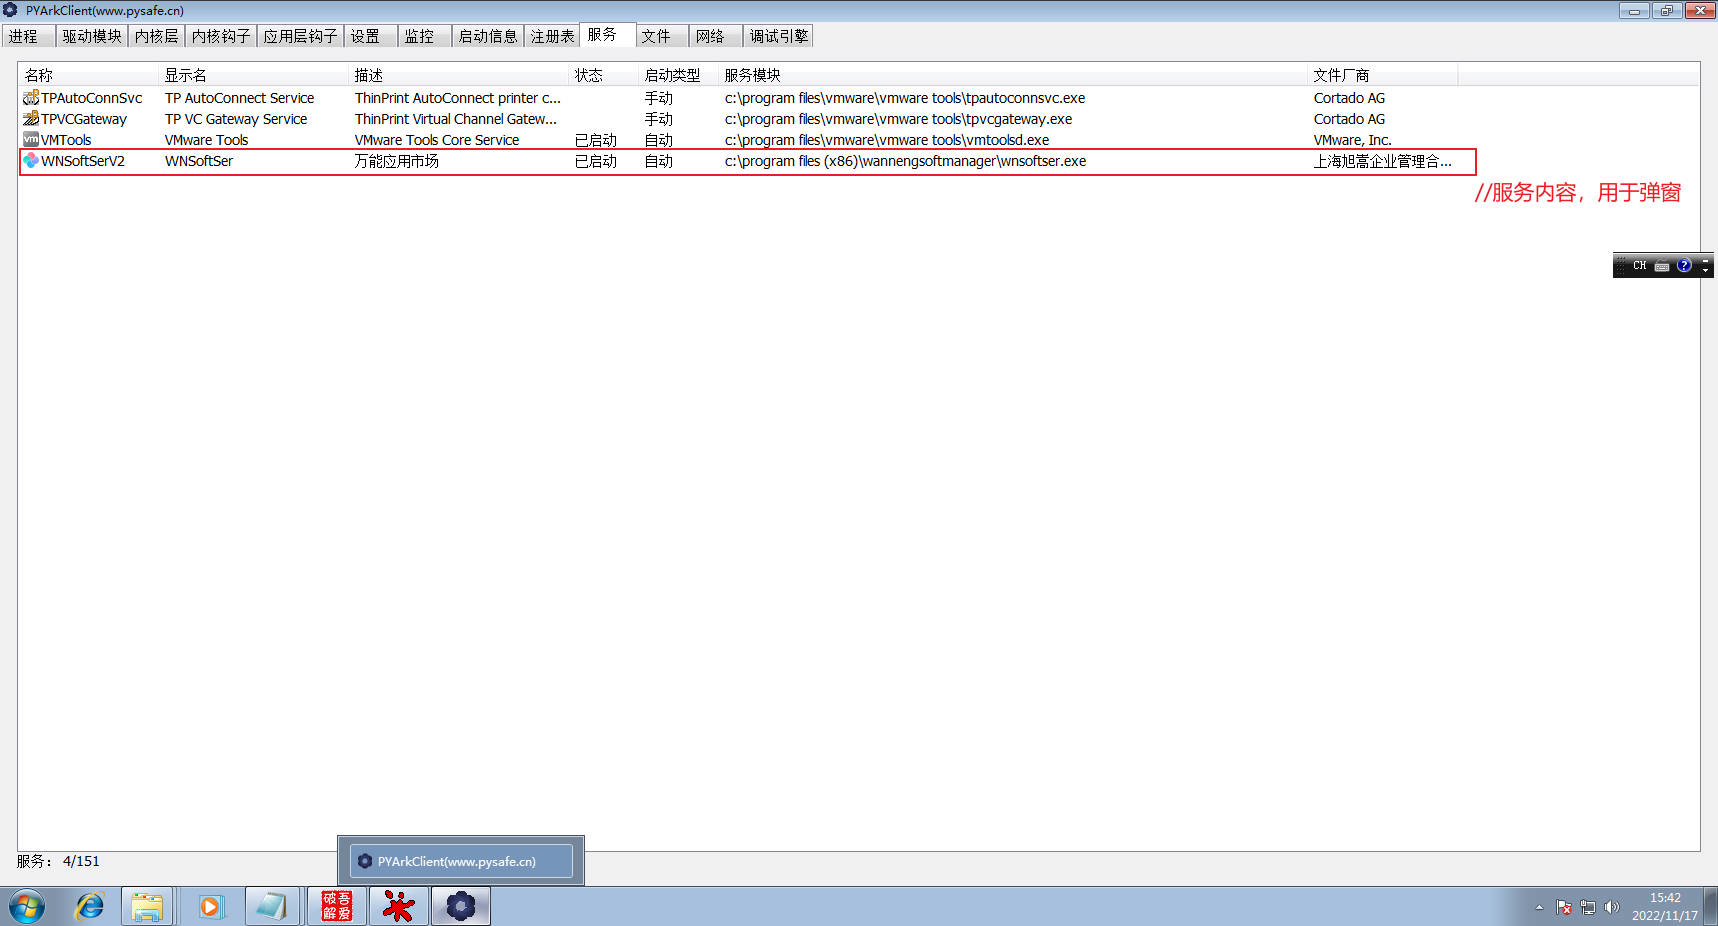 PYArkClient(www.pysafe.cn)
进程 驱动模块 内核层 内核钩子 应用层钩子 设置 监控 启动信息 注册表 服务 文件 网络 调试引擎
名称 显示名 描述 状态 启动类型 服务模块 文件厂商
TPAutoConnSvc TP AutoConnect Service ThinPrint AutoConnect printer c... 手动 c:\program files\vmware\vmware tools\tpautoconnsvc.exe Cortado AG
TPVCGateway TP VC Gateway Service ThinPrint Virtual Channel Gatew... 手动 c:\program files\vmware\vmware tools\tpvcgateway.exe Cortado AG
vm VMTools VMware Tools VMware Tools Core Service 已启动 自动 c:\program files\vmware\vmware tools\vmtoolsd.exe VMware, Inc.
WNSoftSerV2 WNSoftSer 万能应用市场 已启动 自动 c:\program files (x86)\wannengsoftmanager\wnsoftser.exe 上海旭嵩企业管理合...
//服务内容，用于弹窗
CH
服务： 4/151
PYArkClient(www.pysafe.cn)
破吾
解爱
15:42
2022/11/17